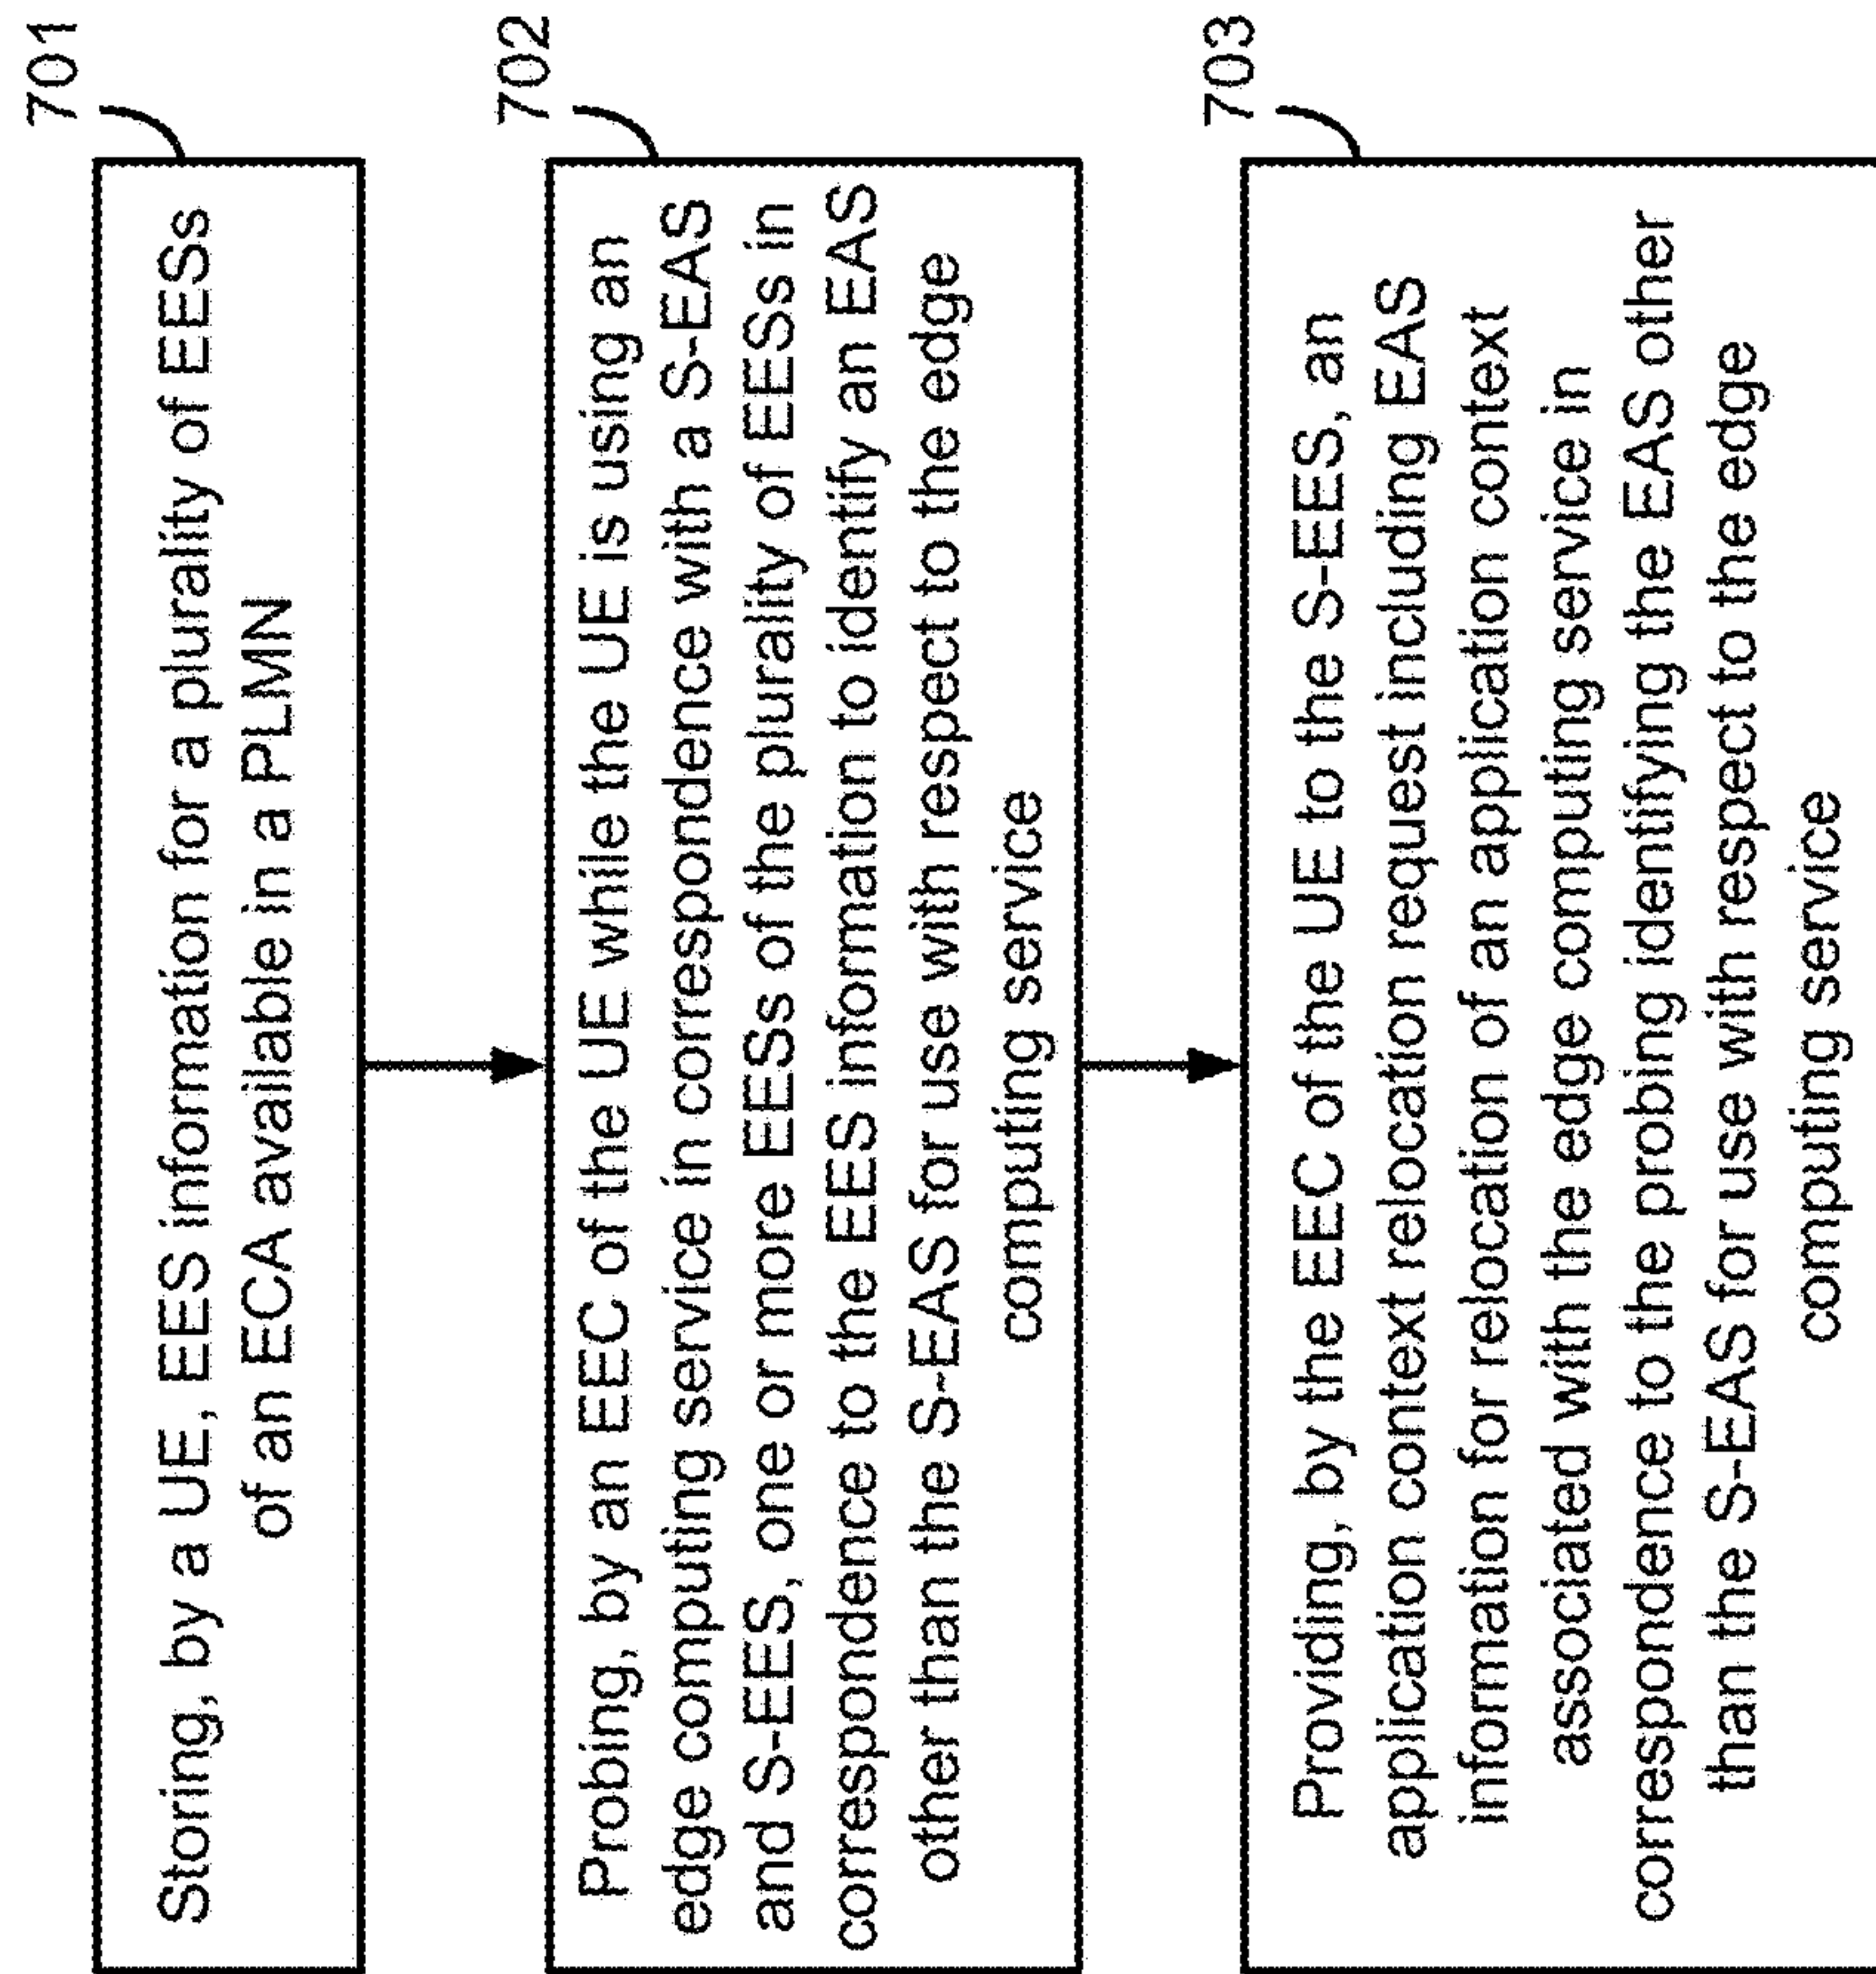 701
Storing, by a UE, EES information for a plurality of EESs
of an ECA available in a PLMN
702
Probing, by an EEC of the UE while the UE is using an
edge computing service in correspondence with a S-EAS
and S-EES, one or more EESs of the plurality of EESs in
correspondence to the EES information to identify an EAS
other than the S-EAS for use with respect to the edge
computing service
703
Providing, by the EEC of the UE to the S-EES, an
application context relocation request including EAS
information for relocation of an application context
associated with the edge computing service in
correspondence to the probing identifying the EAS other
than the S-EAS for use with respect to the edge
computing service